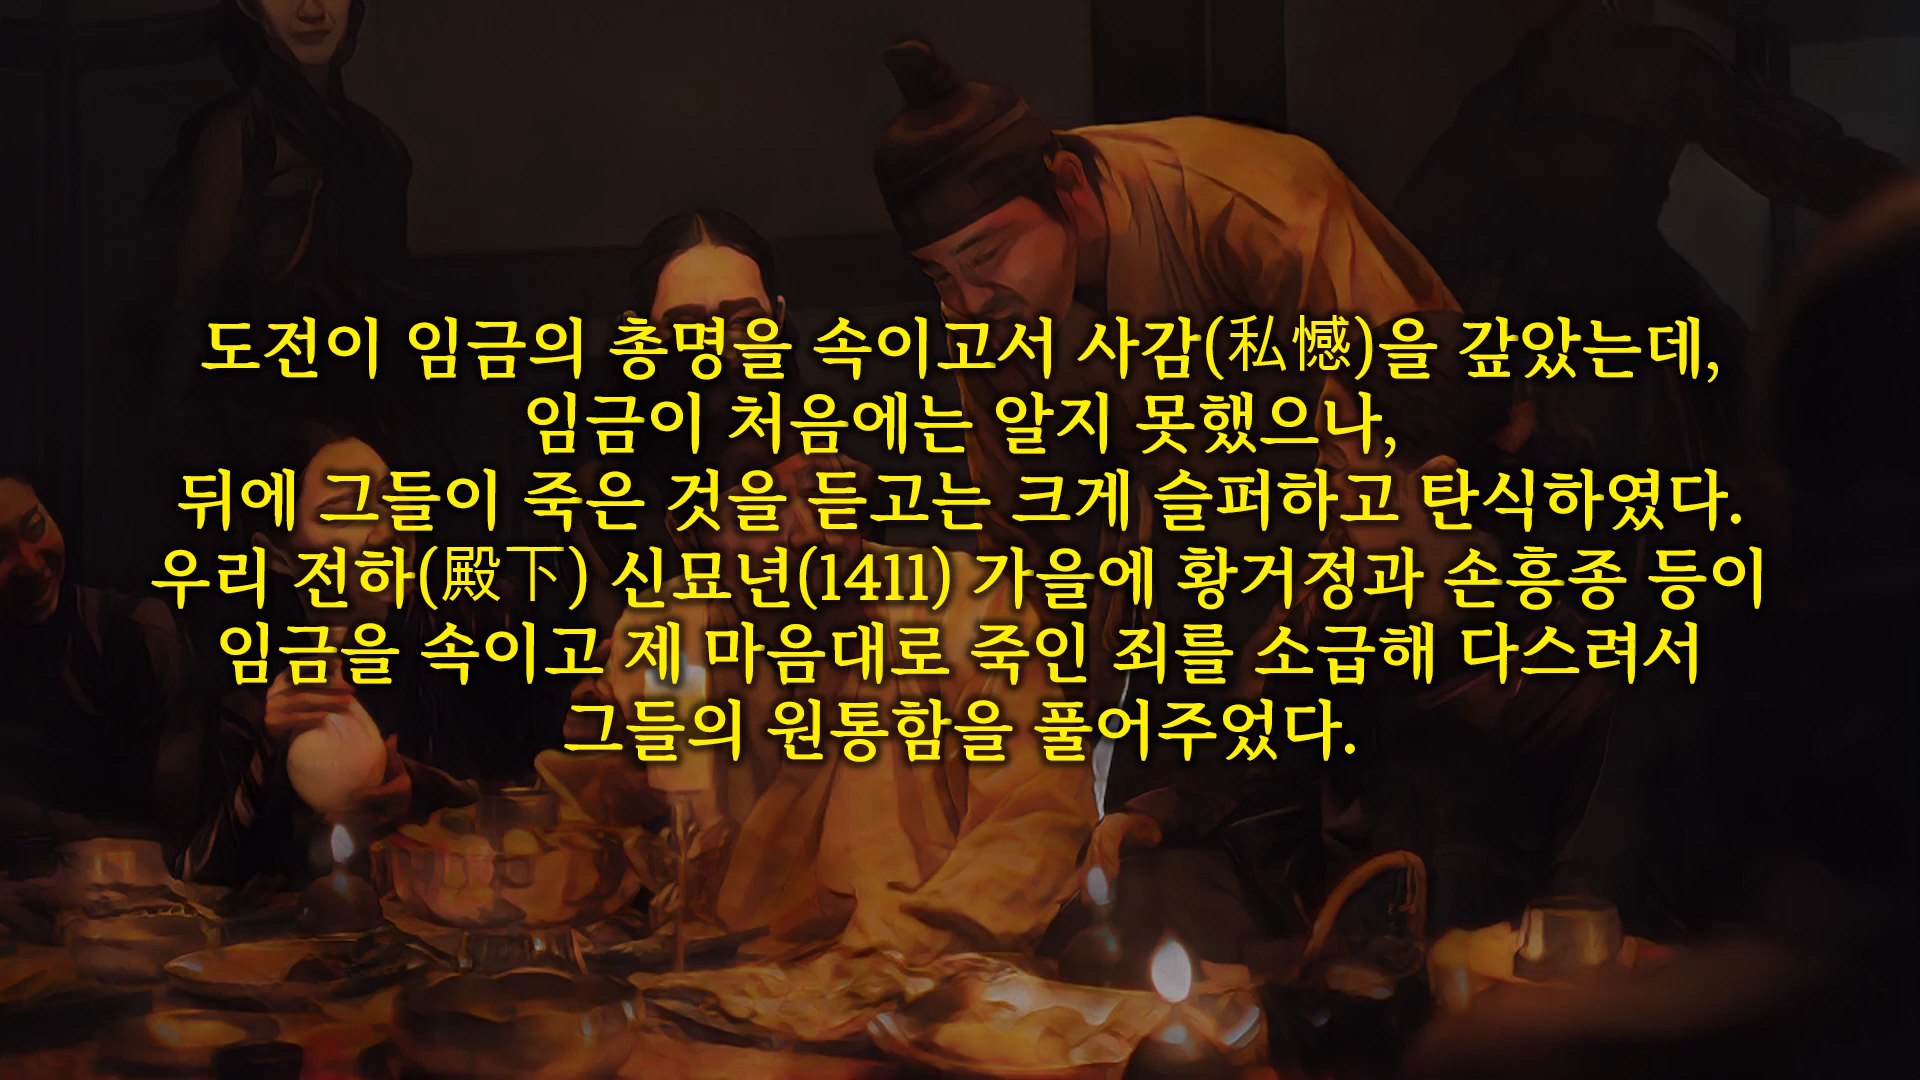 도전이 임금의 총명을 속이고서 사감(私憾)을 갚았는데,
임금이 처음에는 알지 못했으나,
뒤에 그들이 죽은 것을 듣고는 크게 슬퍼하고 탄식하였다.
우리 전하(殿下) 신묘년(1411) 가을에 황거정과 손흥종 등이
임금을 속이고 제 마음대로 죽인 죄를 소급해 다스려서
그들의 원통함을 풀어주었다.